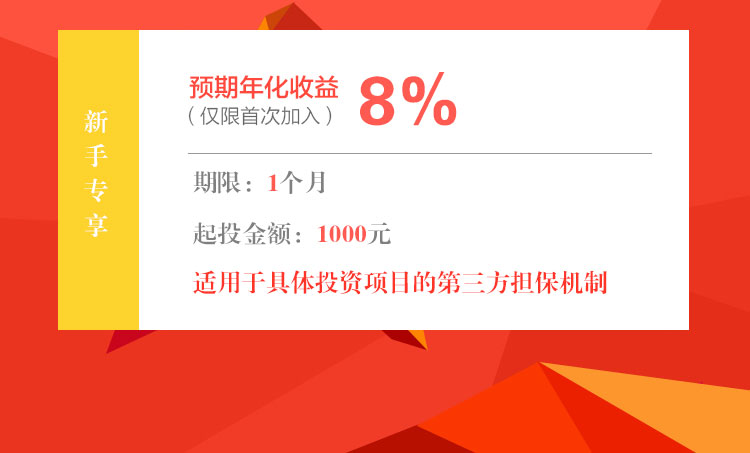 新手专享
预期年化收益 8%
（仅限首次加入）
期限：1个月
起投金额：1000元
适用于具体投资项目的第三方担保机制